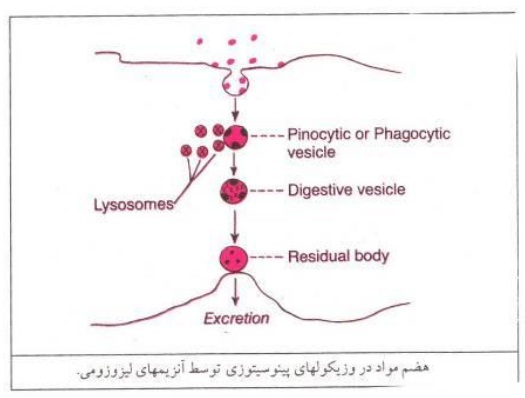 Pinocytic or Phagocytic
vesicle
Lysosomes
Digestive vesicle
Residual body
Excretion
هضم مواد در وزیکولهای پینوسیتوزی توسط آنزیمهای لیزوزومی.